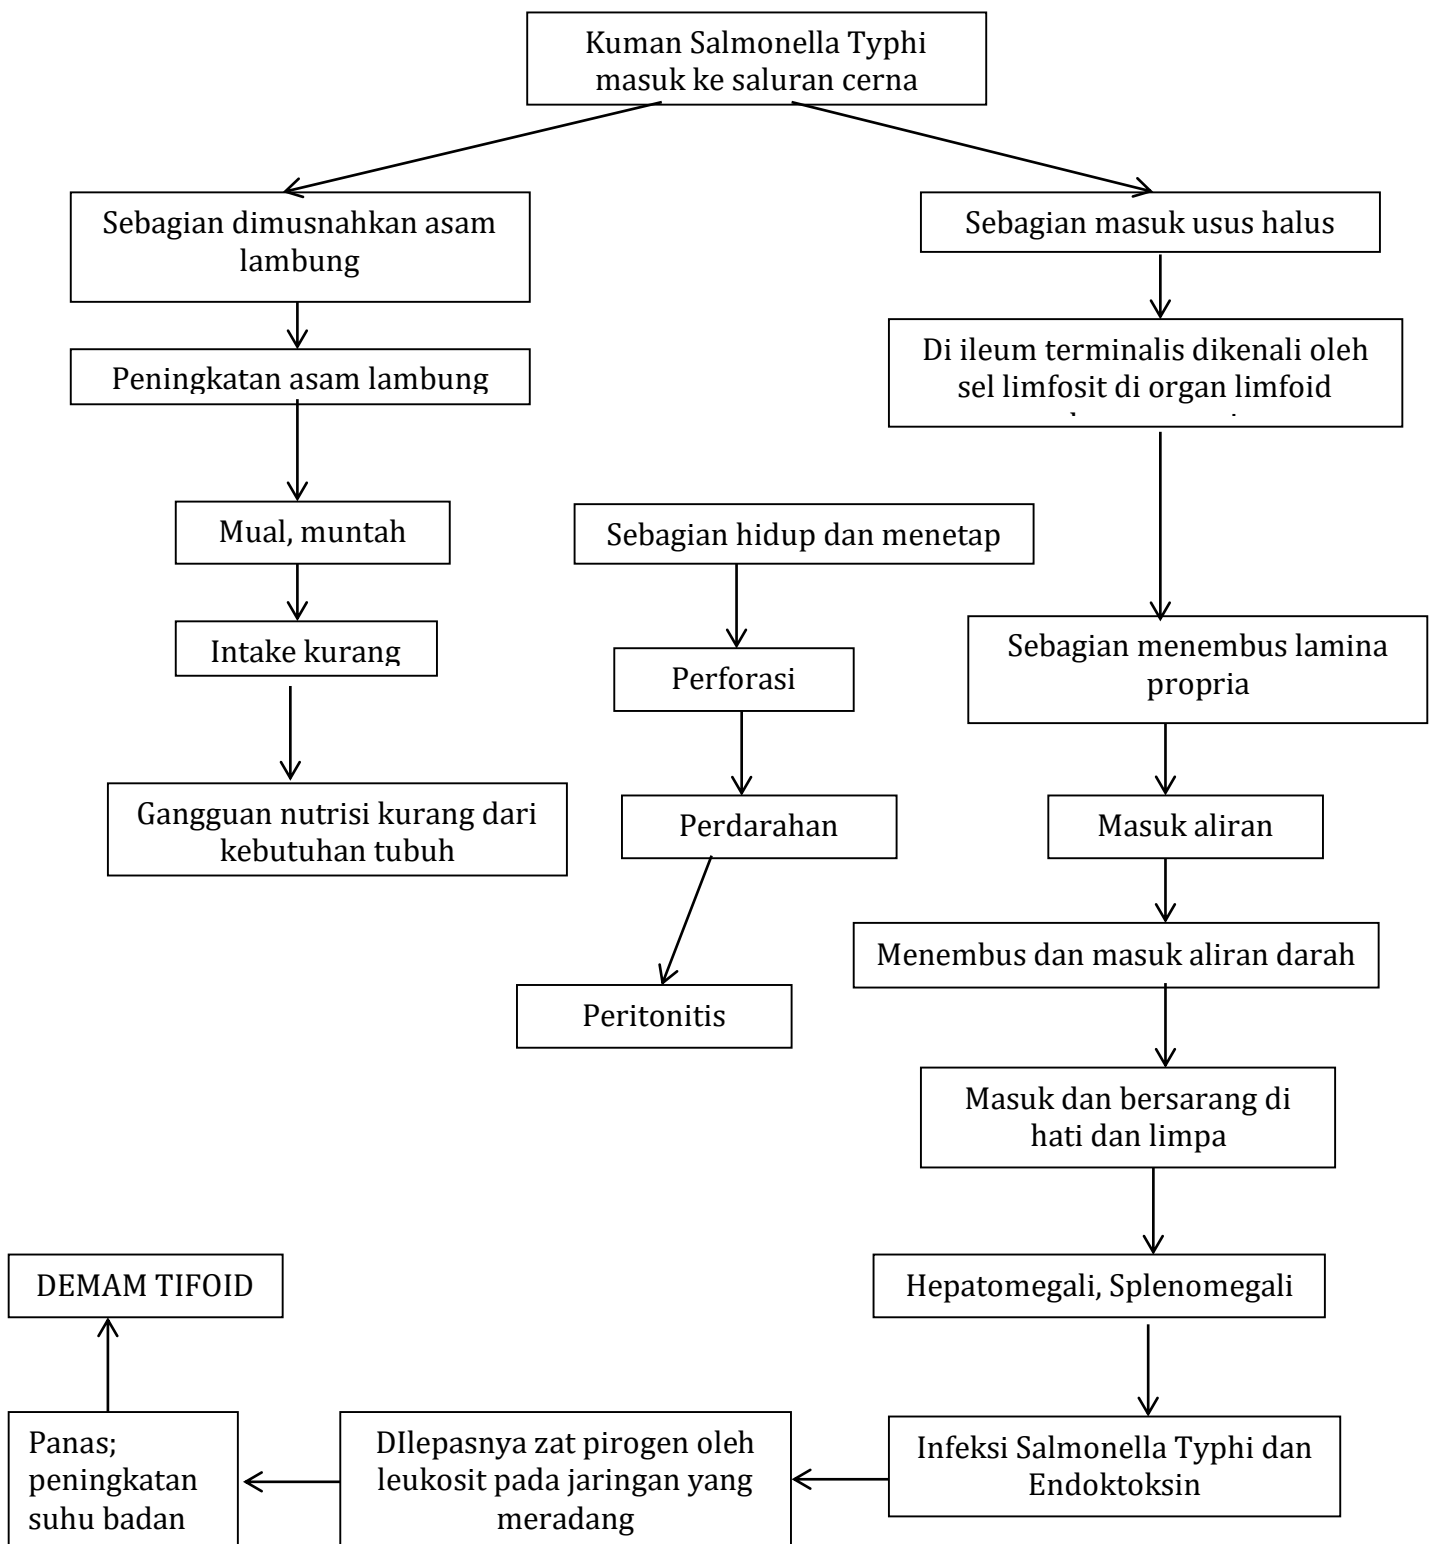 Kuman Salmonella Typhi
masuk ke saluran cerna
Sebagian dimusnahkan asam
lambung
Sebagian masuk usus halus
Peningkatan asam lambung
Di ileum terminalis dikenali oleh
sel limfosit di organ limfoid
Mual, muntah
Sebagian hidup dan menetap
Intake kurang
Sebagian menembus lamina
propria
Perforasi
Gangguan nutrisi kurang dari
kebutuhan tubuh
Perdarahan
Masuk aliran
Menembus dan masuk aliran darah
Peritonitis
Masuk dan bersarang di
hati dan limpa
Hepatomegali, Splenomegali
DEMAM TIFOID
Infeksi Salmonella Typhi dan
Endoktoksin
DIlepasnya zat pirogen oleh
leukosit pada jaringan yang
meradang
Panas;
peningkatan
suhu badan